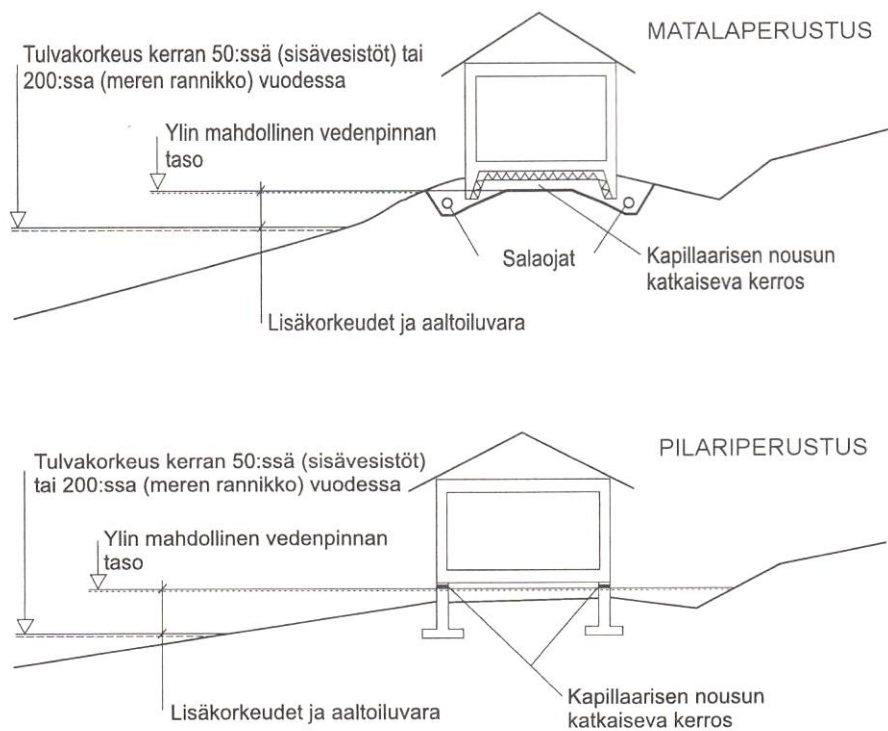 MATALAPERUSTUS
Tulvakorkeus kerran 50:ssä (sisävesistöt) tai
200:ssa (meren rannikko) vuodessa
Ylin mahdollinen vedenpinnan
taso
Salaojat
Kapillaarisen nousun
katkaiseva kerros
Lisäkorkeudet ja aaltoiluvara
PILARIPERUSTUS
Tulvakorkeus kerran 50:ssä (sisävesistöt)
tai 200:ssa (meren rannikko) vuodessa
Ylin mahdollinen vedenpinnan
taso
Lisäkorkeudet ja aaltoiluvara
Kapillaarisen nousun
katkaiseva kerros